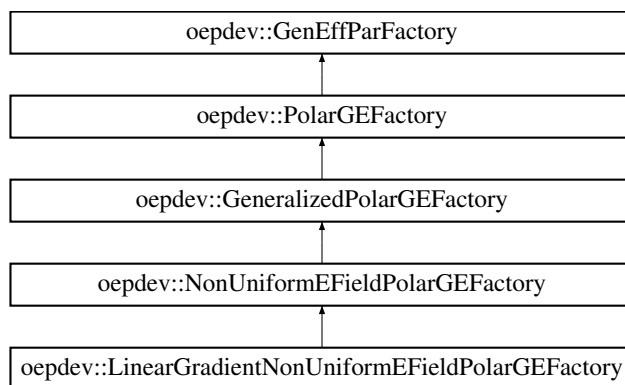 oepdev::GenEffParFactory
oepdev::PolarGEFactory
oepdev::GeneralizedPolarGEFactory
oepdev::NonUniformEFieldPolarGEFactory
oepdev::LinearGradientNonUniformEFieldPolarGEFactory